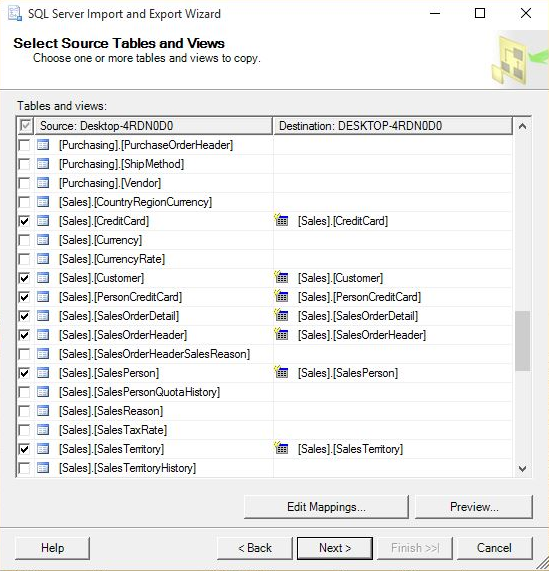 SQL Server Import and Export Wizard
Select Source Tables and Views
Choose one or more tables and views to copy.
Tables and views:
Source: Desktop-4RDN0D0 Destination: DESKTOP-4RDN0D0
[Purchasing].[PurchaseOrderHeader]
[Purchasing].[ShipMethod]
[Purchasing].[Vendor]
[Sales].[CountryRegionCurrency]
[Sales].[CreditCard] [Sales].[CreditCard]
[Sales].[Currency]
[Sales].[CurrencyRate]
[Sales].[Customer] [Sales].[Customer]
[Sales].[PersonCreditCard] [Sales].[PersonCreditCard]
[Sales].[SalesOrderDetail] [Sales].[SalesOrderDetail]
[Sales].[SalesOrderHeader] [Sales].[SalesOrderHeader]
[Sales].[SalesOrderHeaderSalesReason]
[Sales].[SalesPerson] [Sales].[SalesPerson]
[Sales].[SalesPersonQuotaHistory]
[Sales].[SalesReason]
[Sales].[SalesTaxRate]
[Sales].[SalesTerritory] [Sales].[SalesTerritory]
[Sales].[SalesTerritoryHistory]
Edit Mappings... Preview...
Help < Back Next > Finish >>| Cancel